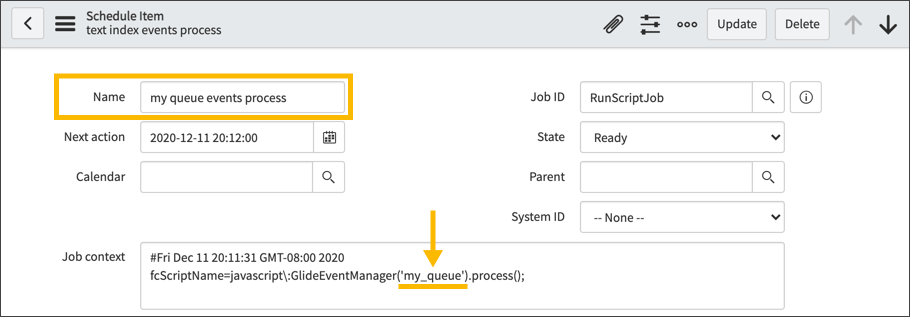 Schedule Item
text index events process
Update
Delete
Name
my queue events process
Job ID
RunScriptJob
Next action
2020-12-11 20:12:00
State
Ready
Calendar
Parent
System ID
-- None --
Job context
#Fri Dec 11 20:11:31 GMT-08:00 2020
fcScriptName=javascript\:GlideEventManager('my_queue').process();